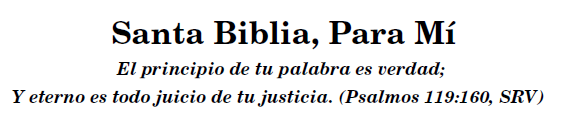 Santa Biblia, Para Mí
El principio de tu palabra es verdad;
Y eterno es todo juicio de tu justicia. (Psalmos 119:160, SRV)